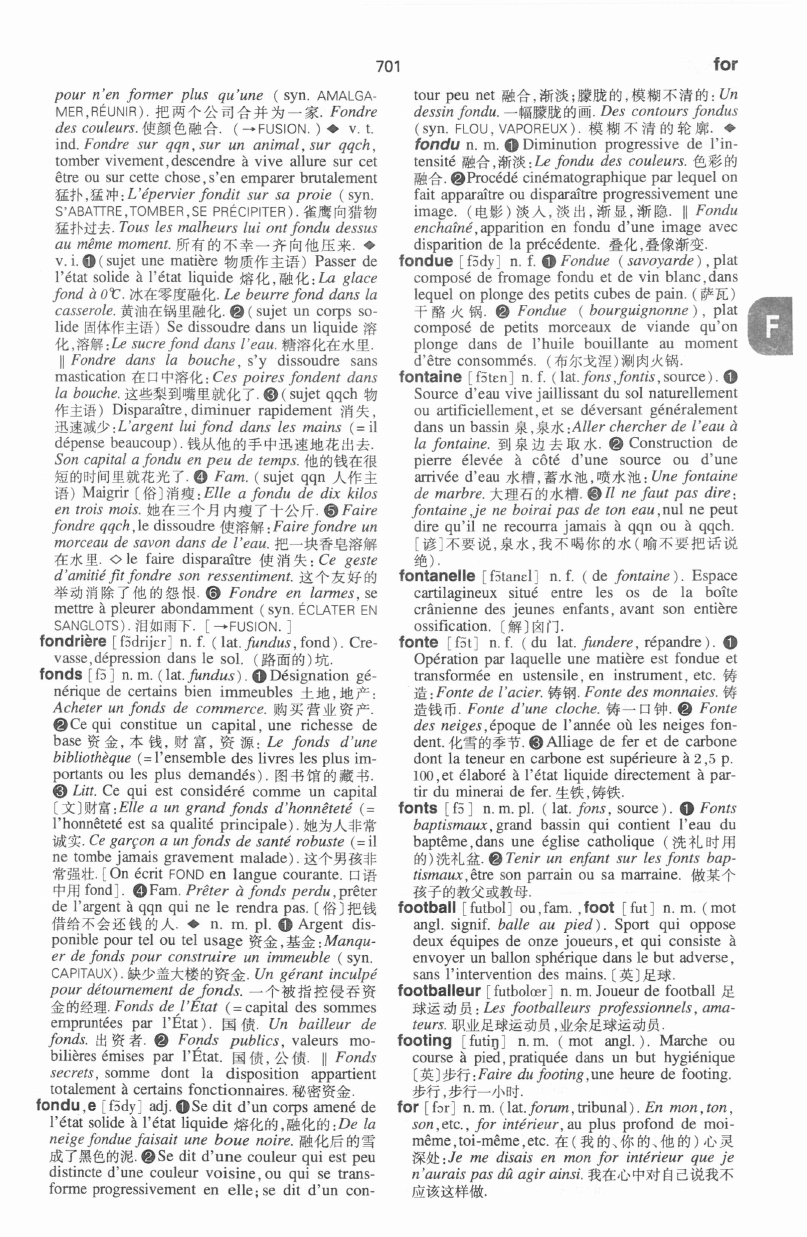 701
for
pour n'en former plus qu'une ( syn. AMALGA-
MER,RÉUNIR). 把两个公司合并为一家. Fondre
des couleurs. 使颜色融合. (→FUSION. ) ◆ v. t.
ind. Fondre sur qqn, sur un animal, sur qqch,
tomber vivement,descendre à vive allure sur cet
être ou sur cette chose,s'en emparer brutalement
猛扑,猛冲:L'épervier fondit sur sa proie ( syn.
S'ABATTRE,TOMBER,SE PRÉCIPITER). 雀鹰向猎物
猛扑过去. Tous les malheurs lui ont fondu dessus
au même moment. 所有的不幸一齐向他压来. ◆
v. i. ❶(sujet une matière 物质作主语) Passer de
l'état solide à l'état liquide 熔化,融化:La glace
fond à 0℃. 冰在零度融化. Le beurre fond dans la
casserole. 黄油在锅里融化. ❷(sujet un corps so-
lide 固体作主语) Se dissoudre dans un liquide 溶
化,溶解:Le sucre fond dans l'eau. 糖溶化在水里.
‖ Fondre dans la bouche, s'y dissoudre sans
mastication 在口中溶化:Ces poires fondent dans
la bouche. 这些梨到嘴里就化了. ❸(sujet qqch 物
作主语) Disparaître,diminuer rapidement 消失,
迅速减少:L'argent lui fond dans les mains (=il
dépense beaucoup). 钱从他的手中迅速地花出去.
Son capital a fondu en peu de temps. 他的钱在很
短的时间里就花光了. ❹ Fam. (sujet qqn 人作主
语) Maigrir〔俗〕消瘦:Elle a fondu de dix kilos
en trois mois. 她在三个月内瘦了十公斤. ❺Faire
fondre qqch,le dissoudre 使溶解:Faire fondre un
morceau de savon dans de l'eau. 把一块香皂溶解
在水里. ◇le faire disparaître 使消失:Ce geste
d'amitié fit fondre son ressentiment. 这个友好的
举动消除了他的怨恨. ❻ Fondre en larmes, se
mettre à pleurer abondamment (syn. ÉCLATER EN
SANGLOTS). 泪如雨下. [→FUSION. ]
fondrière [fɔ̃drijɛr] n. f. (lat. fundus, fond). Cre-
vasse,dépression dans le sol. (路面的)坑.
fonds [fɔ̃] n. m. (lat. fundus). ❶Désignation gé-
nérique de certains bien immeubles 土地,地产:
Acheter un fonds de commerce. 购买营业资产.
❷Ce qui constitue un capital, une richesse de
base 资金, 本钱, 财富, 资源: Le fonds d'une
bibliothèque (=l'ensemble des livres les plus im-
portants ou les plus demandés). 图书馆的藏书.
❸ Litt. Ce qui est considéré comme un capital
〔文〕财富:Elle a un grand fonds d'honnêteté (=
l'honnêteté est sa qualité principale). 她为人非常
诚实. Ce garçon a un fonds de santé robuste (=il
ne tombe jamais gravement malade). 这个男孩非
常强壮. [On écrit FOND en langue courante. 口语
中用 fond]. ❹Fam. Prêter à fonds perdu,prêter
de l'argent à qqn qui ne le rendra pas.〔俗〕把钱
借给不会还钱的人. ◆ n. m. pl. ❶ Argent dis-
ponible pour tel ou tel usage 资金,基金:Manqu-
er de fonds pour construire un immeuble ( syn.
CAPITAUX). 缺少盖大楼的资金. Un gérant inculpé
pour détournement de fonds. 一个被指控侵吞资
金的经理. Fonds de l'État (=capital des sommes
empruntées par l'État). 国债. Un bailleur de
fonds. 出资者. ❷ Fonds publics, valeurs mo-
bilières émises par l'État. 国债,公债. ‖ Fonds
secrets, somme dont la disposition appartient
totalement à certains fonctionnaires. 秘密资金.
fondu,e [fɔ̃dy] adj. ❶Se dit d'un corps amené de
l'état solide à l'état liquide 熔化的,融化的:De la
neige fondue faisait une boue noire. 融化后的雪
成了黑色的泥. ❷Se dit d'une couleur qui est peu
distincte d'une couleur voisine,ou qui se trans-
forme progressivement en elle;se dit d'un con-
tour peu net 融合,渐淡;朦胧的,模糊不清的:Un
dessin fondu. 一幅朦胧的画. Des contours fondus
(syn. FLOU, VAPOREUX). 模糊不清的轮廓. ◆
fondu n. m. ❶ Diminution progressive de l'in-
tensité 融合,渐淡:Le fondu des couleurs. 色彩的
融合. ❷Procédé cinématographique par lequel on
fait apparaître ou disparaître progressivement une
image. (电影)淡入,淡出,渐显,渐隐. ‖ Fondu
enchaîné,apparition en fondu d'une image avec
disparition de la précédente. 叠化,叠像渐变.
fondue [fɔ̃dy] n. f. ❶ Fondue (savoyarde), plat
composé de fromage fondu et de vin blanc,dans
lequel on plonge des petits cubes de pain. (萨瓦)
干酪火锅. ❷ Fondue (bourguignonne), plat
composé de petits morceaux de viande qu'on
plonge dans de l'huile bouillante au moment
d'être consommés. (布尔戈涅)涮肉火锅.
fontaine [fɔ̃tɛn] n. f. (lat. fons,fontis,source). ❶
Source d'eau vive jaillissant du sol naturellement
ou artificiellement,et se déversant généralement
dans un bassin 泉,泉水:Aller chercher de l'eau à
la fontaine. 到泉边去取水. ❷ Construction de
pierre élevée à côté d'une source ou d'une
arrivée d'eau 水槽,蓄水池,喷水池: Une fontaine
de marbre. 大理石的水槽. ❸Il ne faut pas dire:
fontaine,je ne boirai pas de ton eau,nul ne peut
dire qu'il ne recourra jamais à qqn ou à qqch.
[谚]不要说,泉水,我不喝你的水(喻不要把话说
绝).
fontanelle [fɔ̃tanɛl] n. f. ( de fontaine). Espace
cartilagineux situé entre les os de la boîte
crânienne des jeunes enfants, avant son entière
ossification. 〔解〕囟门.
fonte [fɔ̃t] n. f. (du lat. fundere, répandre). ❶
Opération par laquelle une matière est fondue et
transformée en ustensile, en instrument, etc. 铸
造:Fonte de l'acier. 铸钢. Fonte des monnaies. 铸
造钱币. Fonte d'une cloche. 铸一口钟. ❷ Fonte
des neiges,époque de l'année où les neiges fon-
dent. 化雪的季节. ❸Alliage de fer et de carbone
dont la teneur en carbone est supérieure à 2,5 p.
100,et élaboré à l'état liquide directement à par-
tir du minerai de fer. 生铁,铸铁.
fonts [fɔ̃] n. m. pl. ( lat. fons, source). ❶ Fonts
baptismaux,grand bassin qui contient l'eau du
baptême,dans une église catholique (洗礼时用
的)洗礼盆. ❷Tenir un enfant sur les fonts bap-
tismaux,être son parrain ou sa marraine. 做某个
孩子的教父或教母.
football [futbol] ou,fam. ,foot [fut] n. m. (mot
angl. signif. balle au pied). Sport qui oppose
deux équipes de onze joueurs,et qui consiste à
envoyer un ballon sphérique dans le but adverse,
sans l'intervention des mains. 〔英〕足球.
footballeur [futbolœr] n. m. Joueur de football 足
球运动员: Les footballeurs professionnels, ama-
teurs. 职业足球运动员,业余足球运动员.
footing [futiŋ] n. m. ( mot angl. ). Marche ou
course à pied,pratiquée dans un but hygiénique
〔英〕步行:Faire du footing,une heure de footing.
步行,步行一小时.
for [fɔr] n. m. (lat. forum,tribunal). En mon,ton,
son,etc., for intérieur,au plus profond de moi-
même,toi-même,etc. 在(我的、你的、他的)心灵
深处:Je me disais en mon for intérieur que je
n'aurais pas dû agir ainsi. 我在心中对自己说我不
应该这样做.
F